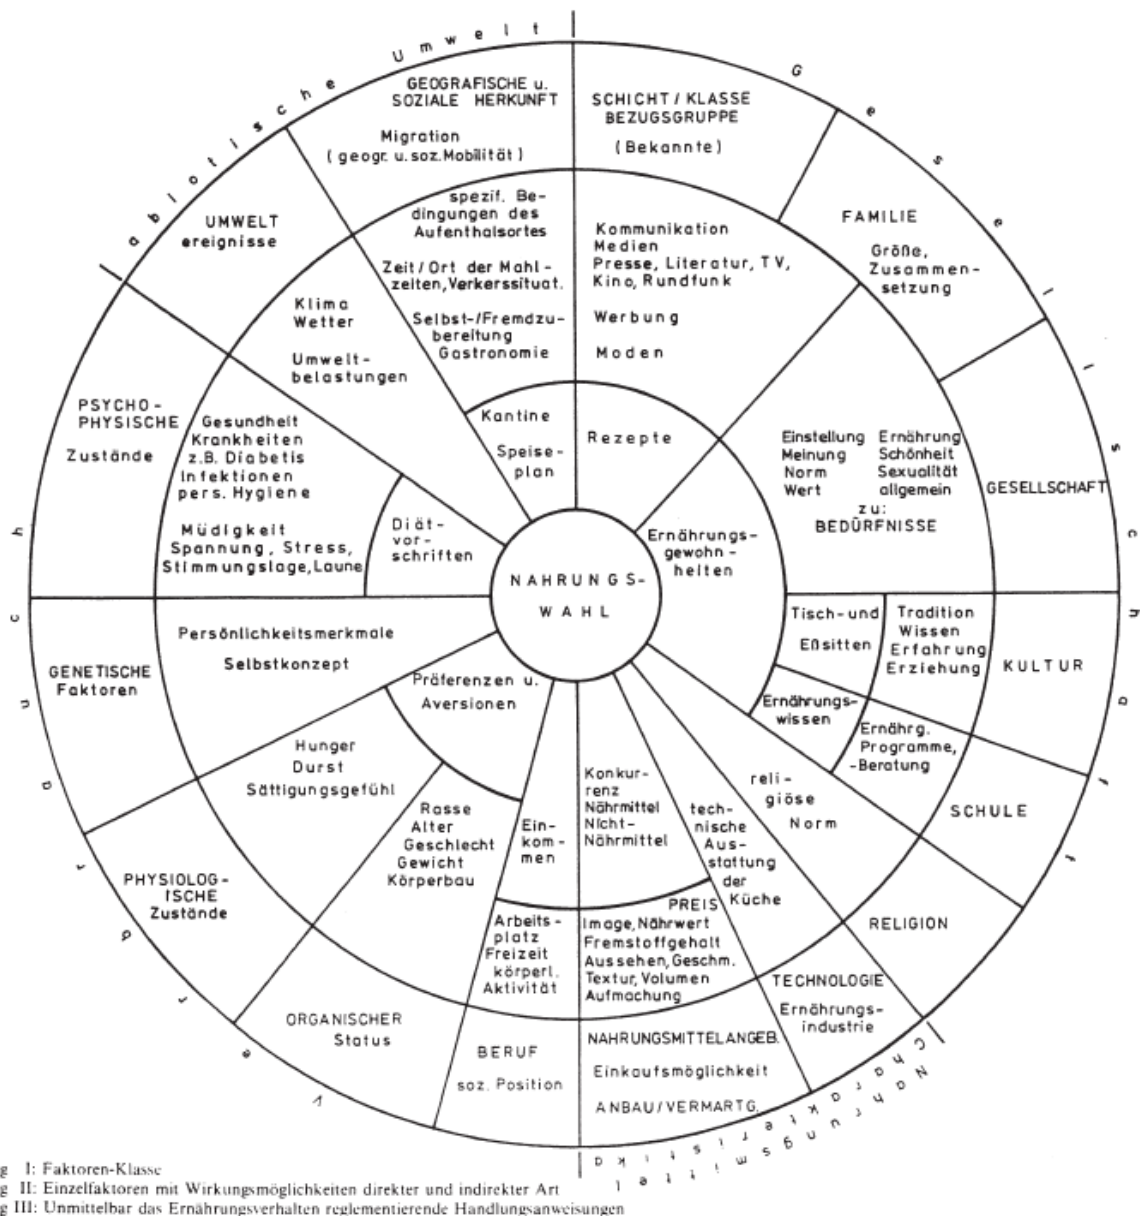 abiotische Umwelt
Gesellschaft
Nahrungsmittel
Charakteristika
Verbraucher
GEOGRAFISCHE u.
SOZIALE HERKUNFT
Migration
( geogr. u. soz. Mobilität )
SCHICHT / KLASSE
BEZUGSGRUPPE
( Bekannte )
FAMILIE
Größe,
Zusammen-
setzung
GESELLSCHAFT
KULTUR
SCHULE
RELIGION
TECHNOLOGIE
Ernährungs-
industrie
NAHRUNGSMITTELANGEB.
Einkaufsmöglichkeit
ANBAU / VERMARTG.
BERUF
soz. Position
ORGANISCHER
Status
PHYSIOLOG-
ISCHE
Zustände
GENETISCHE
Faktoren
PSYCHO-
PHYSISCHE
Zustände
UMWELT
ereignisse
spezif. Be-
dingungen des
Aufenthalsortes
Zeit / Ort der Mahl-
zeiten, Verkerssituat.
Selbst-/Fremdzu-
bereitung
Gastronomie
Kommunikation
Medien
Presse, Literatur, TV,
Kino, Rundfunk
Werbung
Moden
Einstellung Ernährung
Meinung Schönheit
Norm Sexualität
Wert allgemein
zu:
BEDÜRFNISSE
Tradition
Wissen
Erfahrung
Erziehung
Tisch- und
Eßsitten
Ernährg.
Programme,
-Beratung
Ernährungs-
wissen
reli-
giöse
Norm
tech-
nische
Aus-
stattung
der
Küche
Konkur-
renz
Nährmittel
Nicht-
Nährmittel
PREIS
Image, Nährwert
Fremstoffgehalt
Aussehen, Geschm.
Textur, Volumen
Aufmachung
Ein-
kom-
men
Arbeits-
platz
Freizeit
körperl.
Aktivität
Rasse
Alter
Geschlecht
Gewicht
Körperbau
Hunger
Durst
Sättigungsgefühl
Präferenzen u.
Aversionen
Persönlichkeitsmerkmale
Selbstkonzept
Gesundheit
Krankheiten
z.B. Diabetis
Infektionen
pers. Hygiene
Müdigkeit
Spannung, Stress,
Stimmungslage, Laune
Diät-
vor-
schriften
Klima
Wetter
Umwelt-
belastungen
Kantine
Speise-
plan
Rezepte
Ernährungs-
gewohn-
heiten
NAHRUNGS-
WAHL
g I: Faktoren-Klasse
g II: Einzelfaktoren mit Wirkungsmöglichkeiten direkter und indirekter Art
g III: Unmittelbar das Ernährungsverhalten reglementierende Handlungsanweisungen